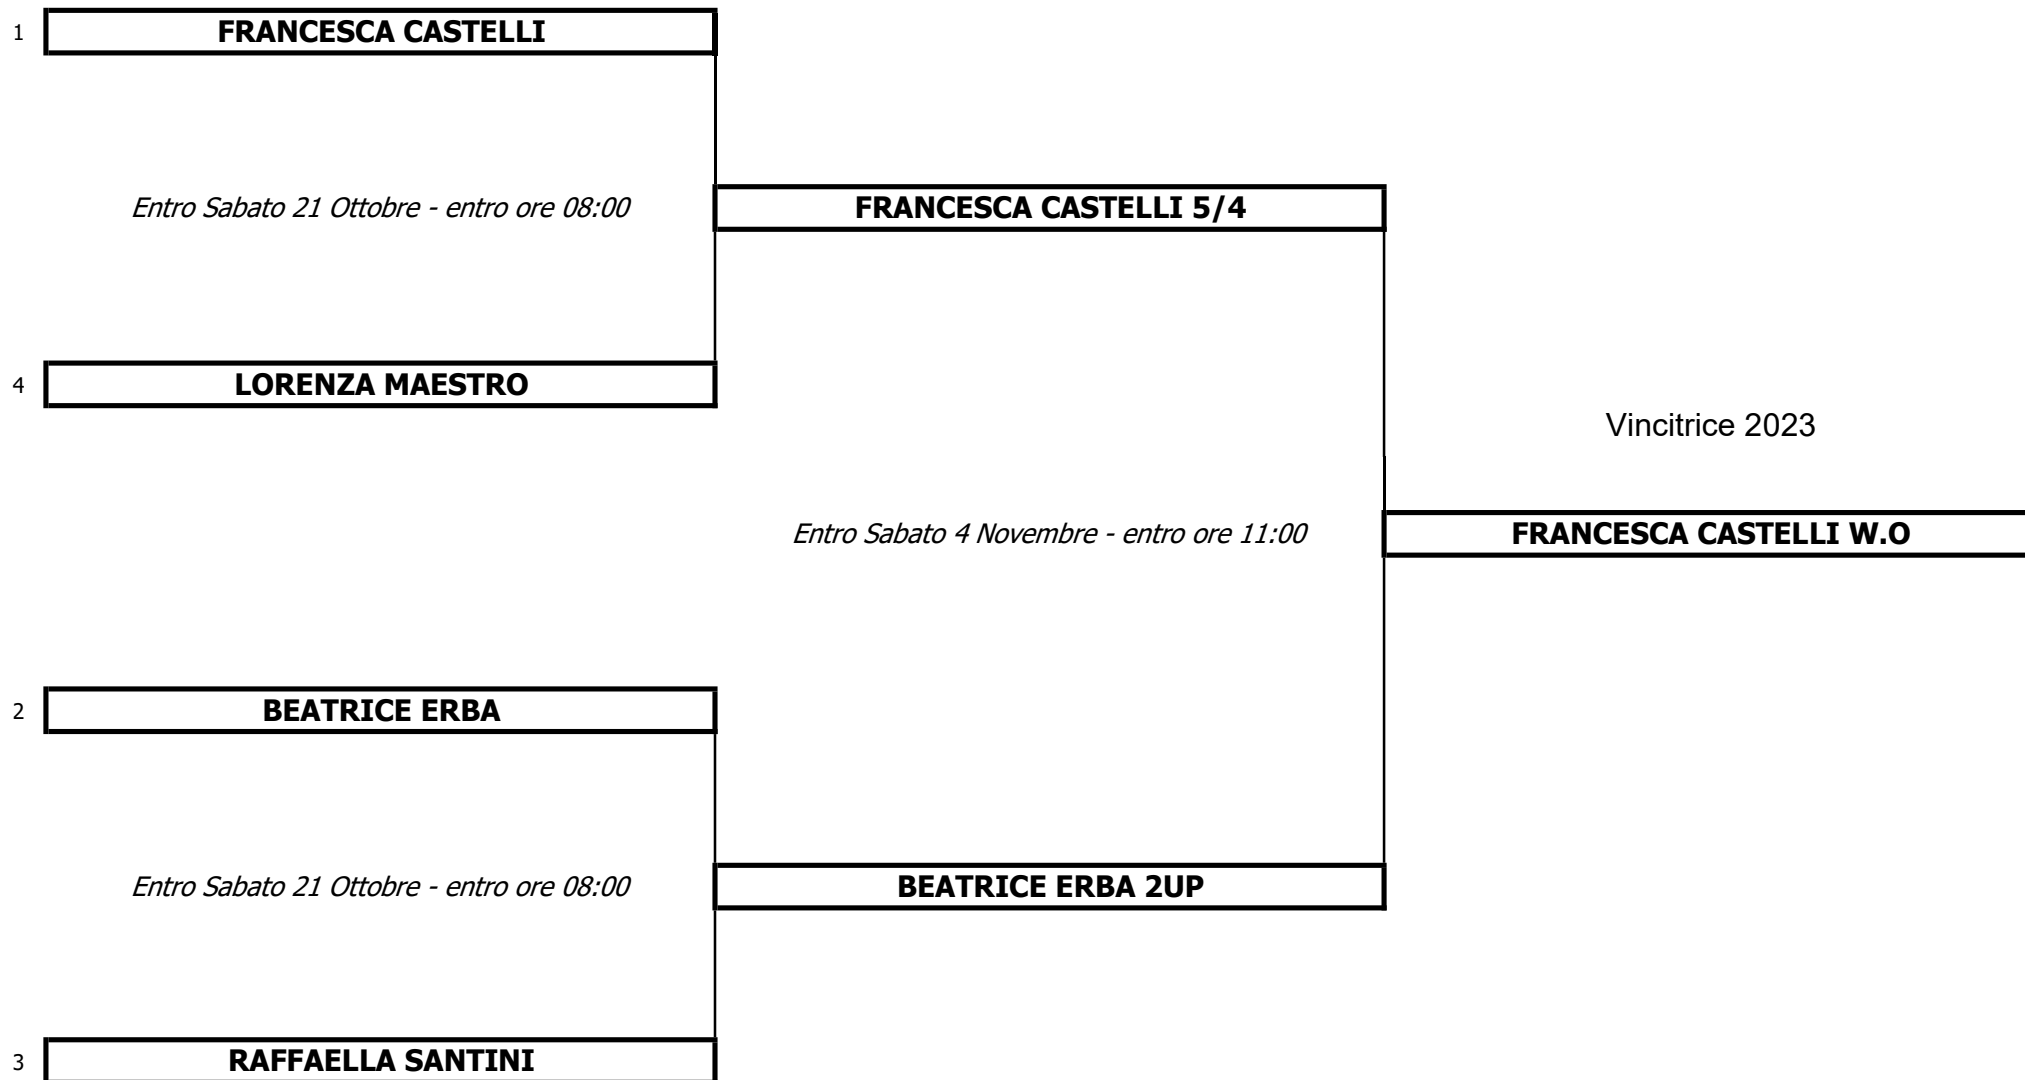 1 FRANCESCA CASTELLI
Entro Sabato 21 Ottobre - entro ore 08:00
FRANCESCA CASTELLI 5/4
4 LORENZA MAESTRO
Vincitrice 2023
Entro Sabato 4 Novembre - entro ore 11:00
FRANCESCA CASTELLI W.O
2 BEATRICE ERBA
Entro Sabato 21 Ottobre - entro ore 08:00
BEATRICE ERBA 2UP
3 RAFFAELLA SANTINI